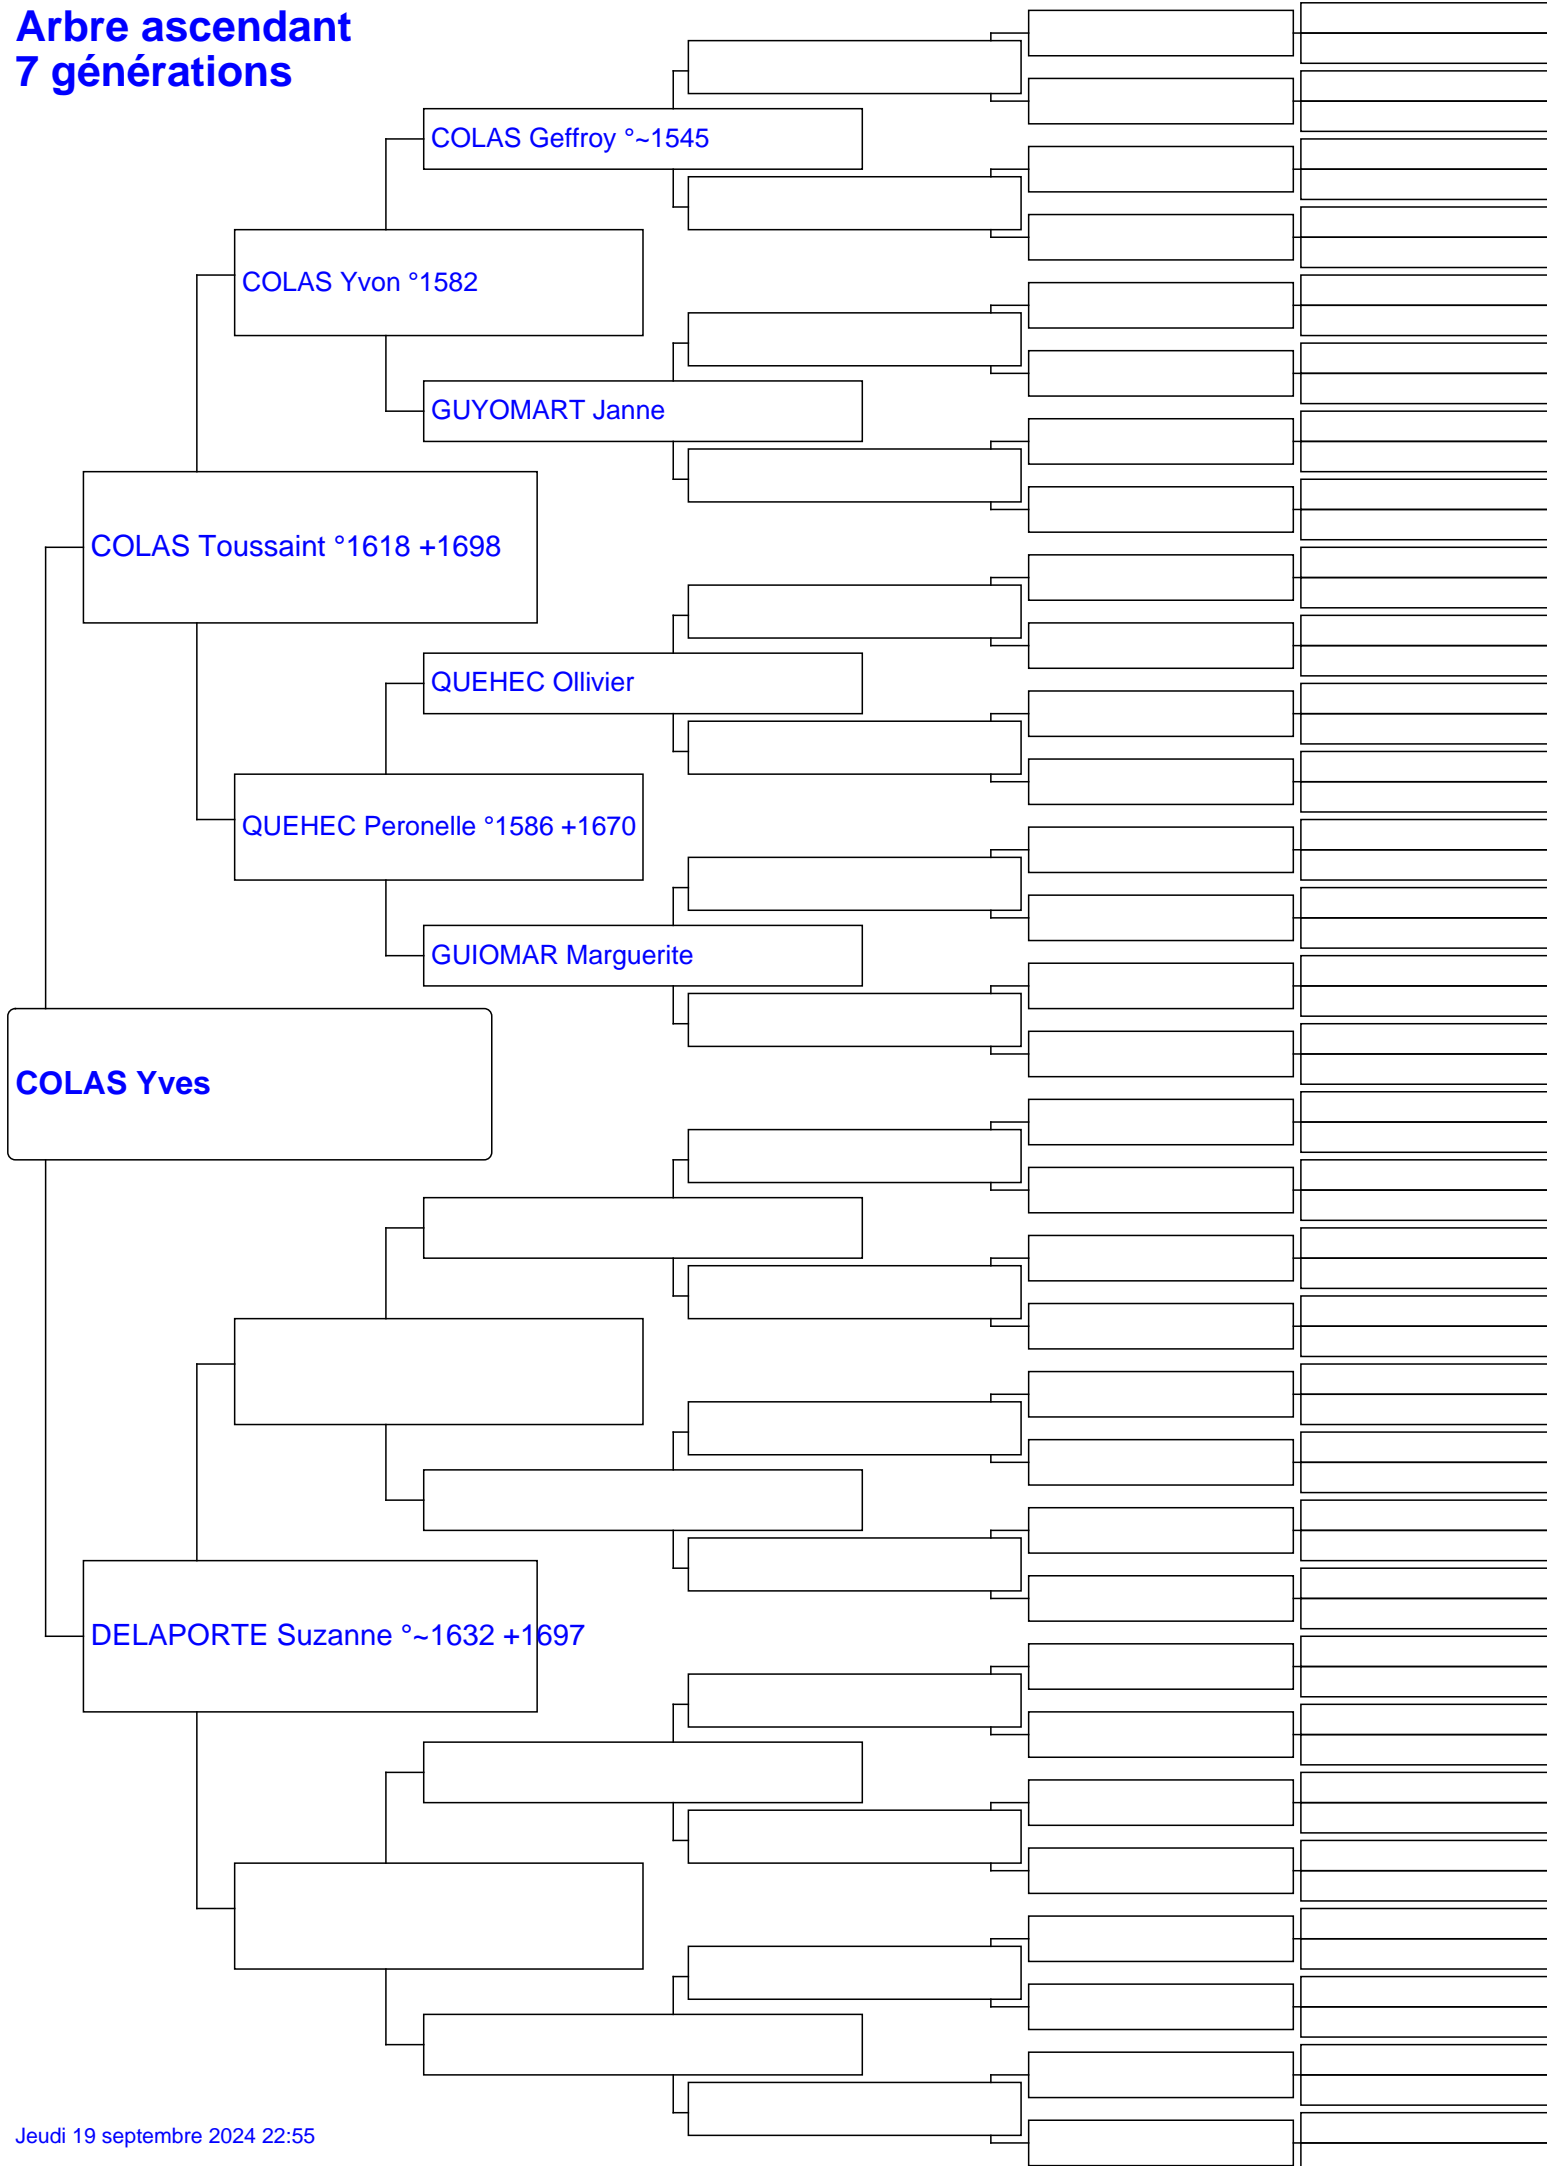 Arbre ascendant
7 générations
COLAS Geffroy °~1545
COLAS Yvon °1582
GUYOMART Janne
COLAS Toussaint °1618 +1698
QUEHEC Ollivier
QUEHEC Peronelle °1586 +1670
GUIOMAR Marguerite
COLAS Yves
DELAPORTE Suzanne °~1632 +1697
Jeudi 19 septembre 2024 22:55